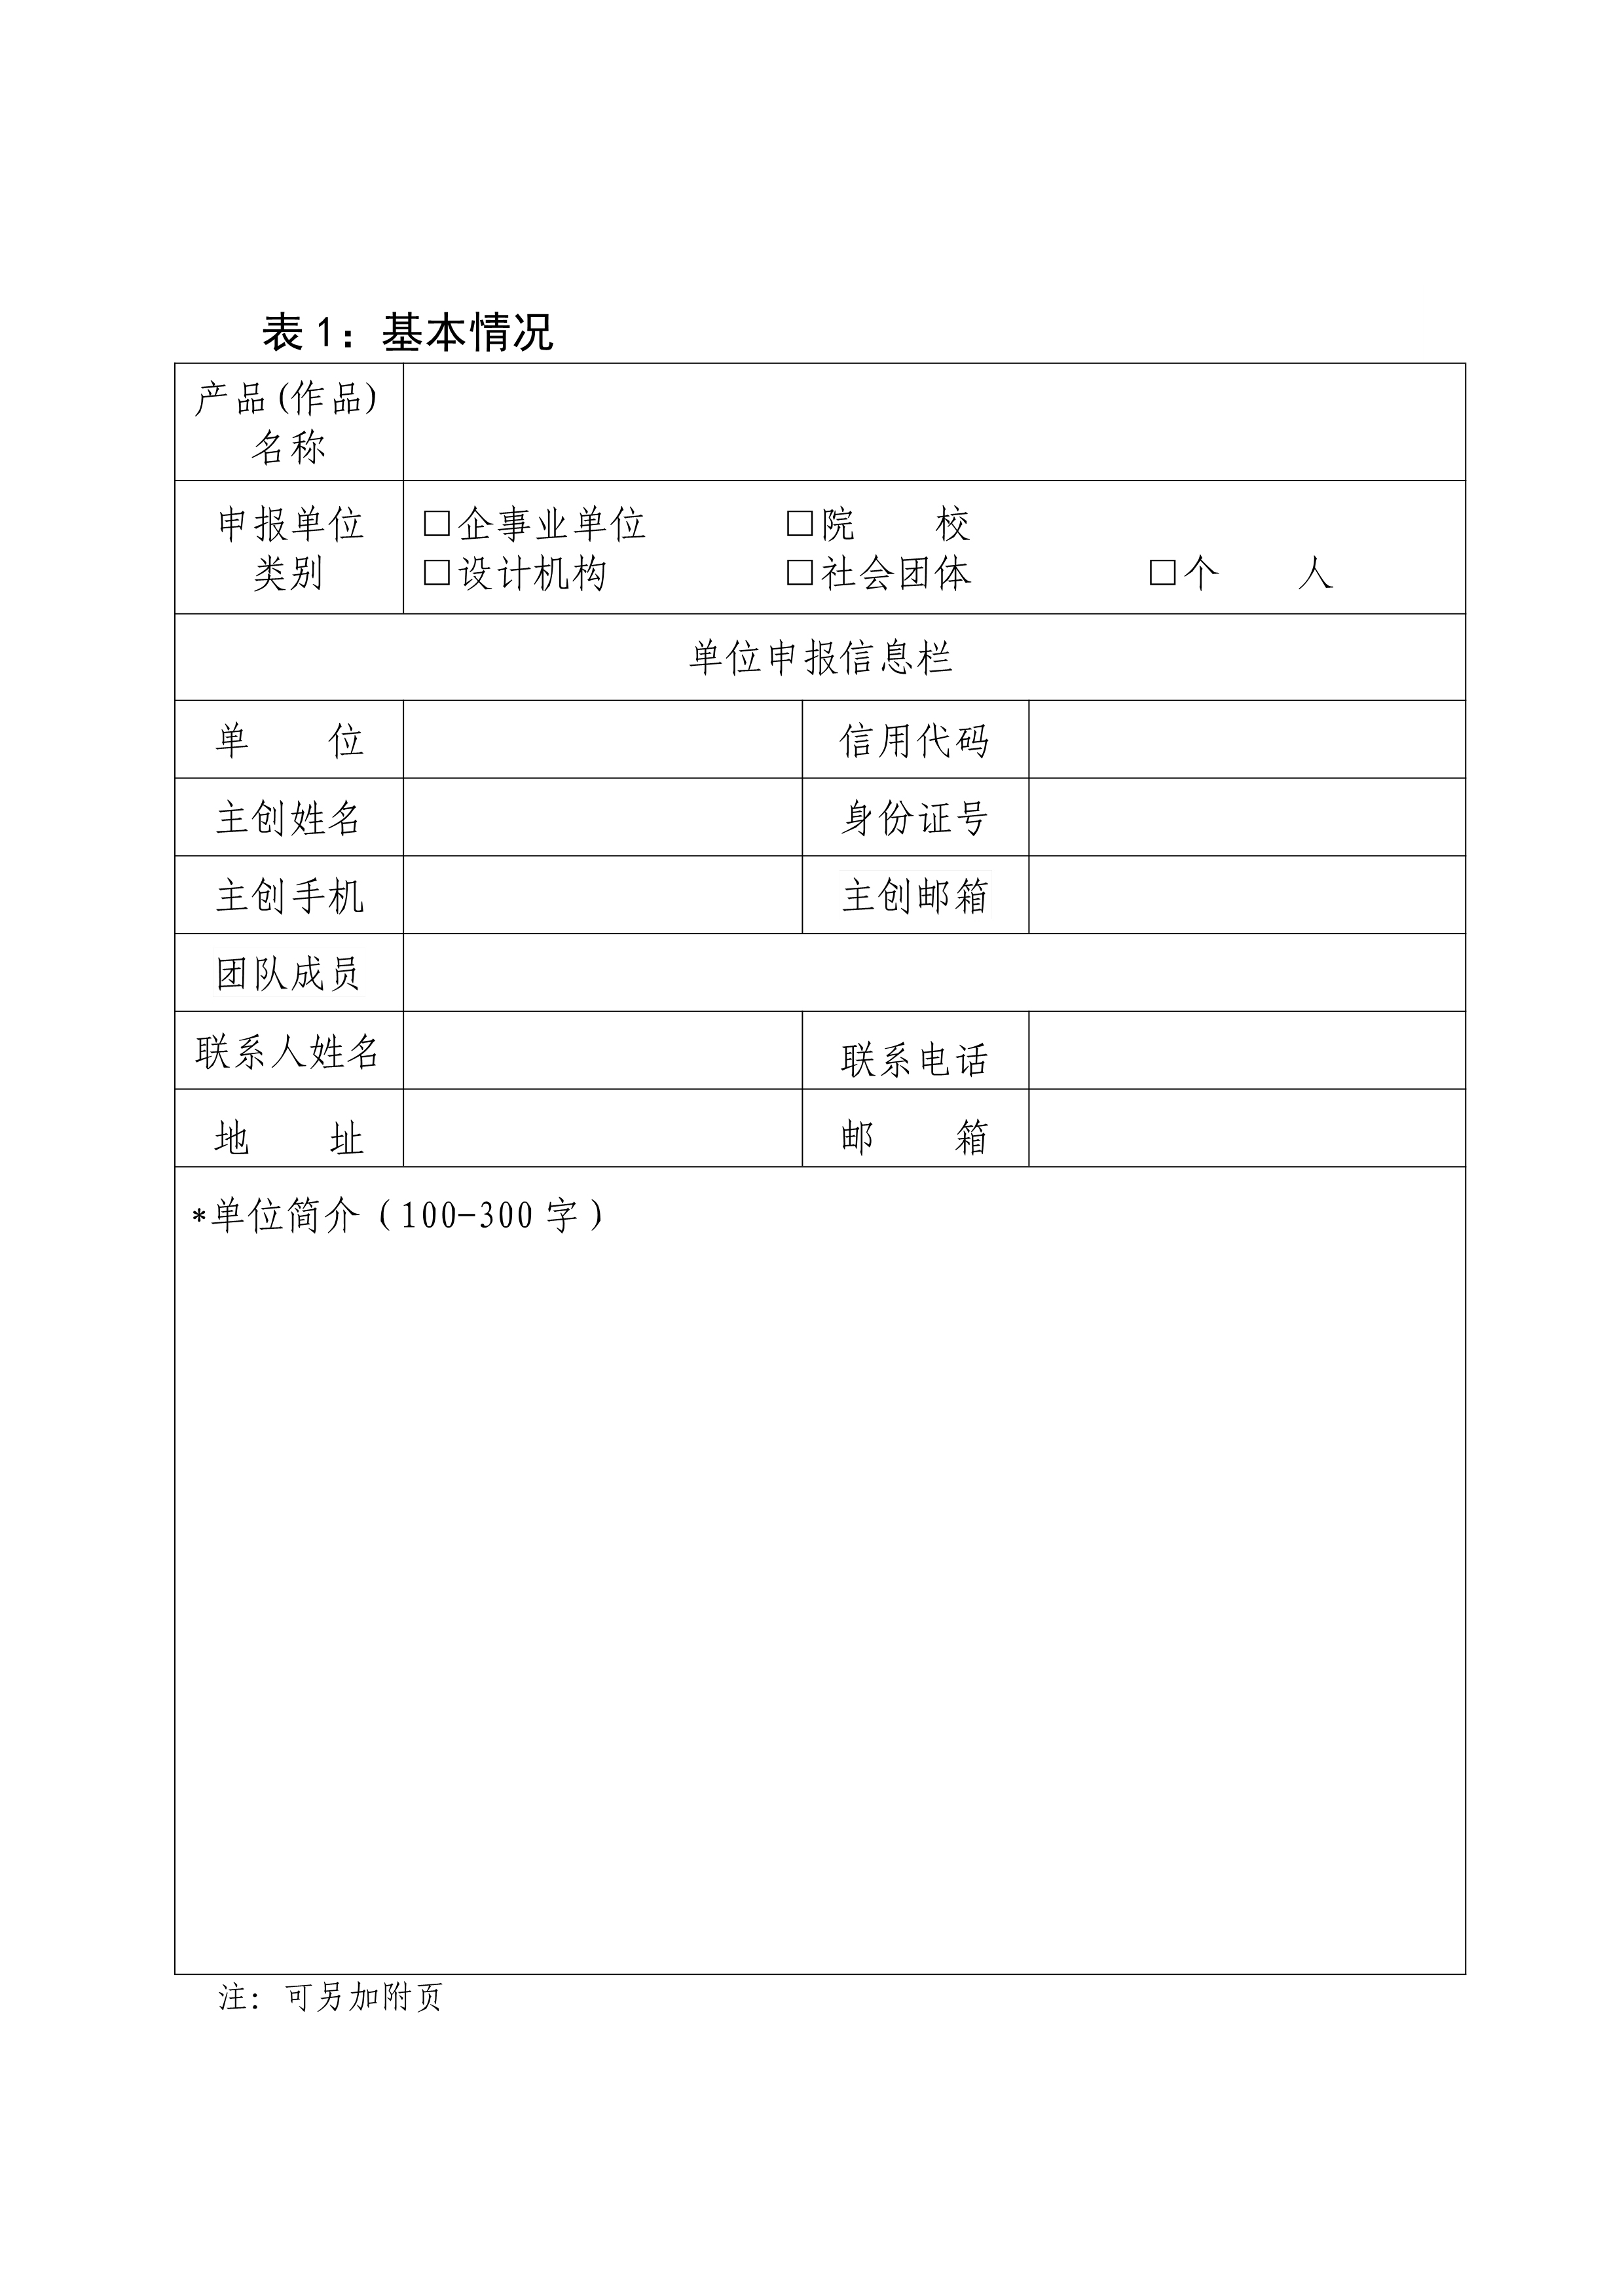 表1：基本情况
产品(作品)
名称
申报单位
类别
□企事业单位 □院 校
□设计机构 □社会团体 □个 人
单位申报信息栏
单 位 信用代码
主创姓名 身份证号
主创手机 主创邮箱
团队成员
联系人姓名 联系电话
地 址 邮 箱
*单位简介（100-300字）
注：可另加附页